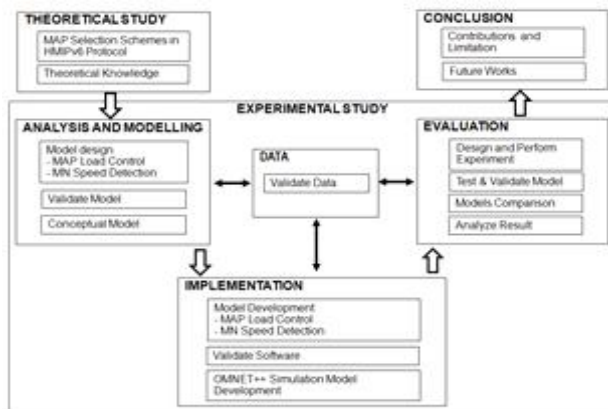 THEORETICAL STUDY
MAP Selection Schemes in
HMIPv6 Protocol
Theoretical Knowledge
CONCLUSION
Contributions and
Limitation
Future Works
EXPERIMENTAL STUDY
ANALYSIS AND MODELLING
Model design
- MAP Load Control
- MN Speed Detection
Validate Model
Conceptual Model
DATA
Validate Data
EVALUATION
Design and Perform
Experiment
Test & Validate Model
Models Comparison
Analyze Result
IMPLEMENTATION
Model Development
- MAP Load Control
- MN Speed Detection
Validate Software
OMNET++ Simulation Model
Development